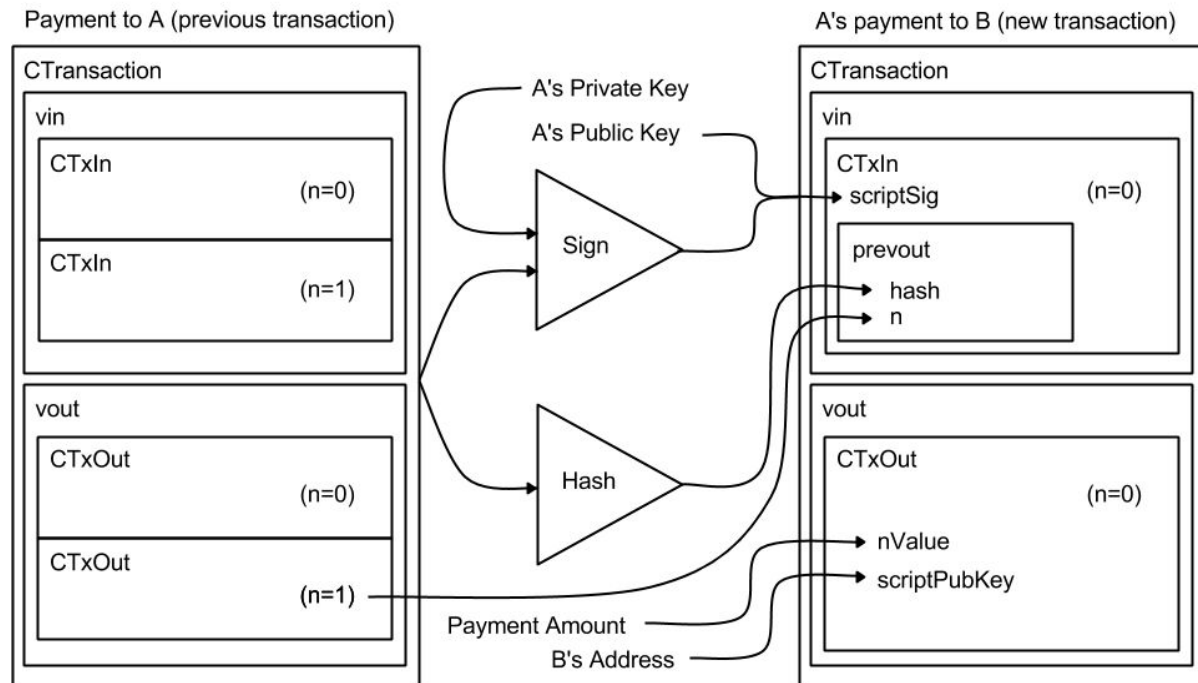 Payment to A (previous transaction)
CTransaction
vin
CTxIn
(n=0)
CTxIn
(n=1)
vout
CTxOut
(n=0)
CTxOut
(n=1)
A's Private Key
A's Public Key
Sign
Hash
Payment Amount
B's Address
A's payment to B (new transaction)
CTransaction
vin
CTxIn
(n=0)
scriptSig
prevout
hash
n
vout
CTxOut
(n=0)
nValue
scriptPubKey